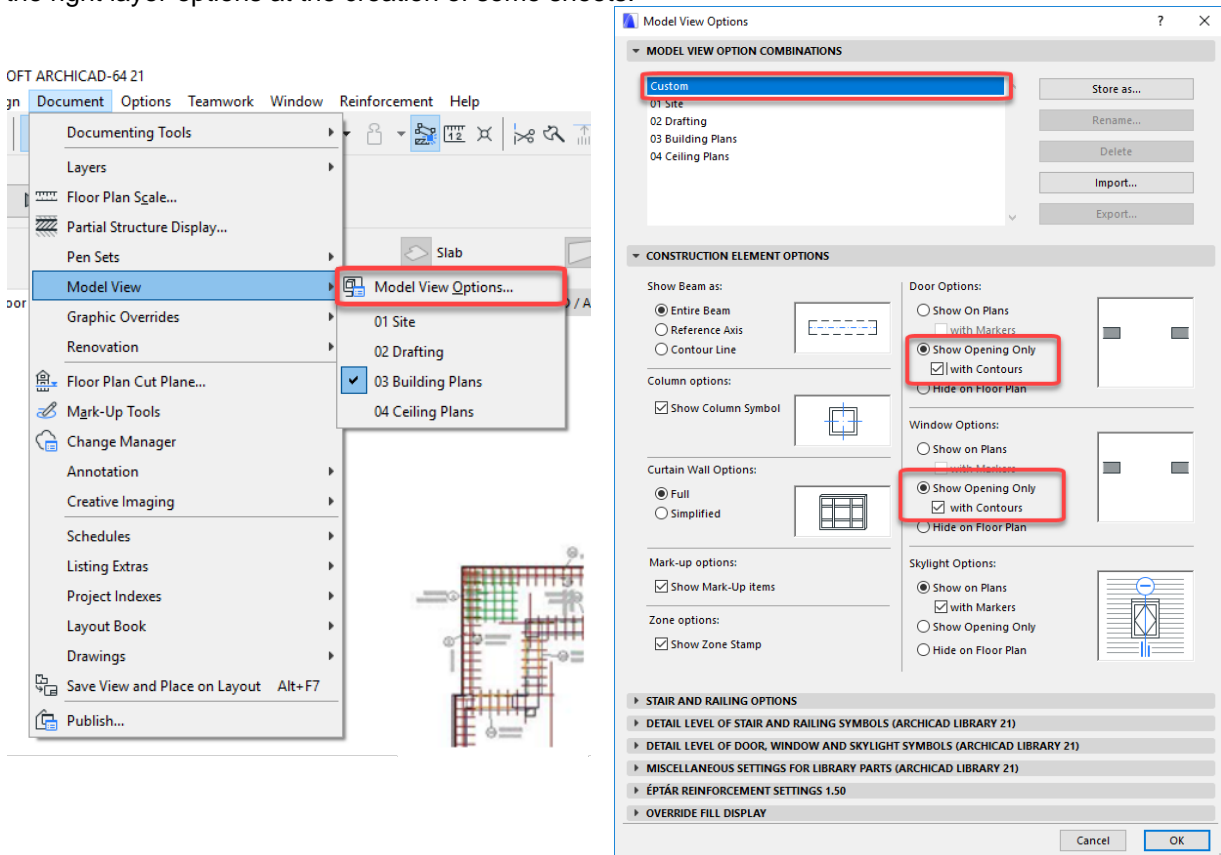 the right layer options at the creation of some sheets.
OFT ARCHICAD-64 21
gn Document Options Teamwork Window Reinforcement Help
Documenting Tools
Layers
Floor Plan Scale...
Partial Structure Display...
Pen Sets
Model View
Graphic Overrides
Renovation
Floor Plan Cut Plane...
Mark-Up Tools
Change Manager
Annotation
Creative Imaging
Schedules
Listing Extras
Project Indexes
Layout Book
Drawings
Save View and Place on Layout Alt+F7
Publish...
Slab
oor
/ A
Model View Options...
01 Site
02 Drafting
03 Building Plans
04 Ceiling Plans
Model View Options ? ×
MODEL VIEW OPTION COMBINATIONS
Custom
01 Site
02 Drafting
03 Building Plans
04 Ceiling Plans
Store as...
Rename...
Delete
Import...
Export...
CONSTRUCTION ELEMENT OPTIONS
Show Beam as:
Entire Beam
Reference Axis
Contour Line
Column options:
Show Column Symbol
Curtain Wall Options:
Full
Simplified
Mark-up options:
Show Mark-Up items
Zone options:
Show Zone Stamp
Door Options:
Show On Plans
with Markers
Show Opening Only
with Contours
Hide on Floor Plan
Window Options:
Show on Plans
with Markers
Show Opening Only
with Contours
Hide on Floor Plan
Skylight Options:
Show on Plans
with Markers
Show Opening Only
Hide on Floor Plan
STAIR AND RAILING OPTIONS
DETAIL LEVEL OF STAIR AND RAILING SYMBOLS (ARCHICAD LIBRARY 21)
DETAIL LEVEL OF DOOR, WINDOW AND SKYLIGHT SYMBOLS (ARCHICAD LIBRARY 21)
MISCELLANEOUS SETTINGS FOR LIBRARY PARTS (ARCHICAD LIBRARY 21)
ÉPTÁR REINFORCEMENT SETTINGS 1.50
OVERRIDE FILL DISPLAY
Cancel OK